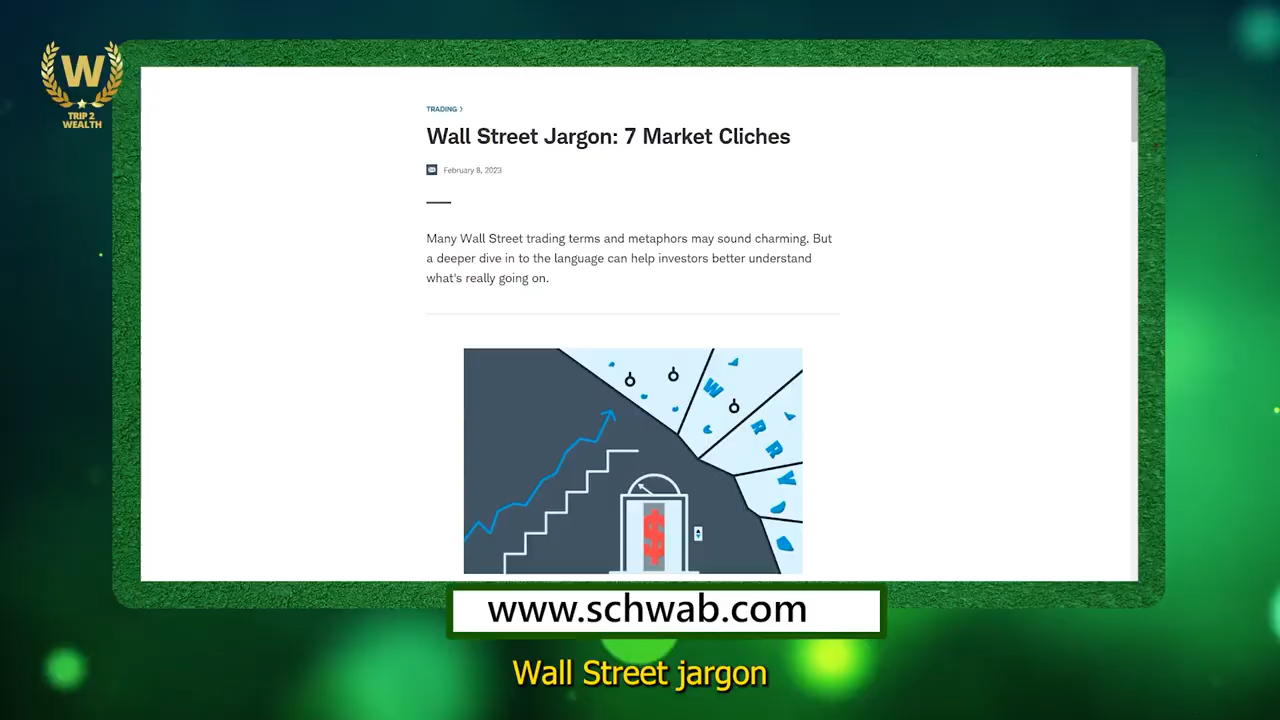 W
TRIP 2
WEALTH
TRADING >
Wall Street Jargon: 7 Market Cliches
February 8, 2023
Many Wall Street trading terms and metaphors may sound charming. But
a deeper dive in to the language can help investors better understand
what's really going on.
W
R
R
Y
$
www.schwab.com
Wall Street jargon